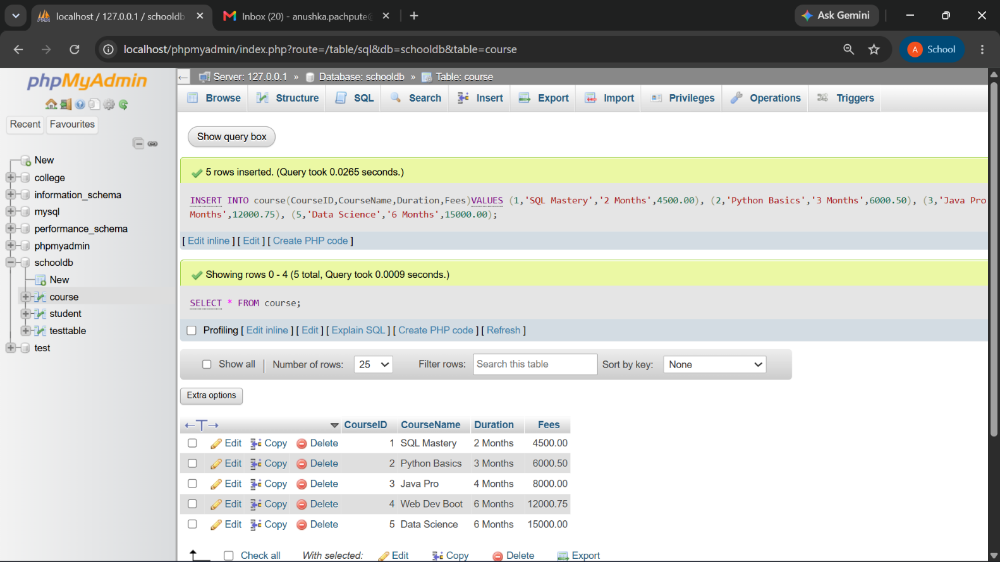 localhost / 127.0.0.1 / schooldb
Inbox (20) - anushka.pachpute@
Ask Gemini
localhost/phpmyadmin/index.php?route=/table/sql&db=schooldb&table=course
A School
phpMyAdmin
Recent Favourites
New
college
information_schema
mysql
performance_schema
phpmyadmin
schooldb
New
course
student
testtable
test
Server: 127.0.0.1 » Database: schooldb » Table: course
Browse Structure SQL Search Insert Export Import Privileges Operations Triggers
Show query box
5 rows inserted. (Query took 0.0265 seconds.)
INSERT INTO course(CourseID,CourseName,Duration,Fees)VALUES (1,'SQL Mastery','2 Months',4500.00), (2,'Python Basics','3 Months',6000.50), (3,'Java Pro
Months',12000.75), (5,'Data Science','6 Months',15000.00);
[ Edit inline ] [ Edit ] [ Create PHP code ]
Showing rows 0 - 4 (5 total, Query took 0.0009 seconds.)
SELECT * FROM course;
Profiling [ Edit inline ] [ Edit ] [ Explain SQL ] [ Create PHP code ] [ Refresh ]
Show all | Number of rows: 25 Filter rows: Search this table Sort by key: None
Extra options
←T→ CourseID CourseName Duration Fees
Edit Copy Delete 1 SQL Mastery 2 Months 4500.00
Edit Copy Delete 2 Python Basics 3 Months 6000.50
Edit Copy Delete 3 Java Pro 4 Months 8000.00
Edit Copy Delete 4 Web Dev Boot 6 Months 12000.75
Edit Copy Delete 5 Data Science 6 Months 15000.00
Check all With selected: Edit Copy Delete Export